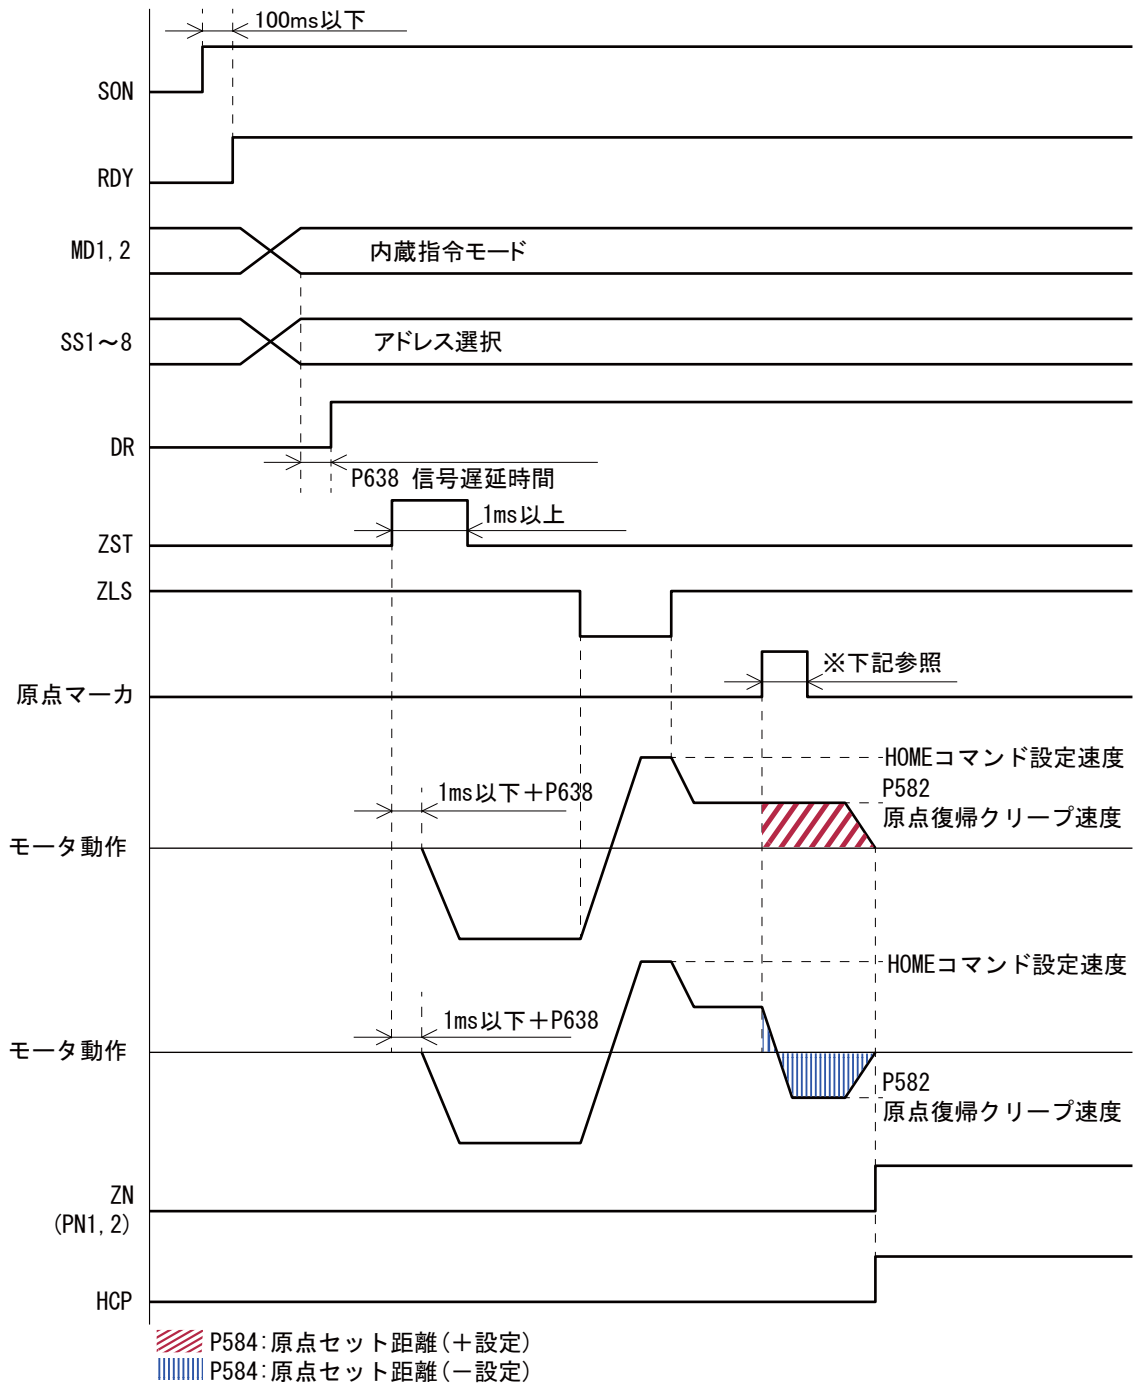 100ms以下
SON
RDY
MD1,2
内蔵指令モード
SS1～8
アドレス選択
DR
P638 信号遅延時間
1ms以上
ZST
ZLS
※下記参照
原点マーカ
HOMEコマンド設定速度
1ms以下＋P638
P582
原点復帰クリープ速度
モータ動作
HOMEコマンド設定速度
1ms以下＋P638
モータ動作
P582
原点復帰クリープ速度
ZN
(PN1,2)
HCP
P584:原点セット距離(＋設定)
P584:原点セット距離(－設定)